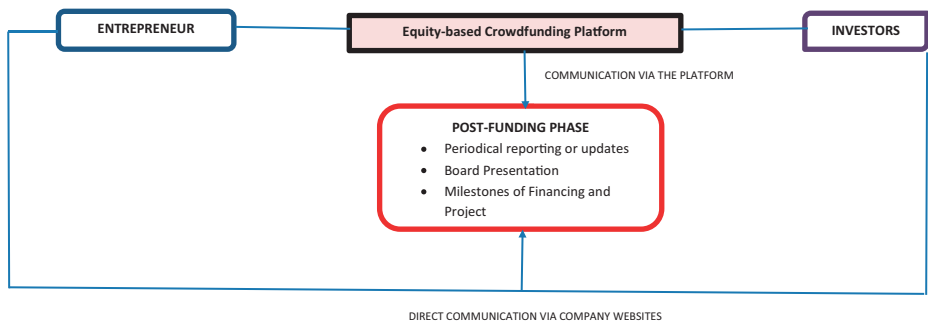 ENTREPRENEUR
Equity-based Crowdfunding Platform
INVESTORS
COMMUNICATION VIA THE PLATFORM
POST-FUNDING PHASE
• Periodical reporting or updates
• Board Presentation
• Milestones of Financing and
Project
DIRECT COMMUNICATION VIA COMPANY WEBSITES